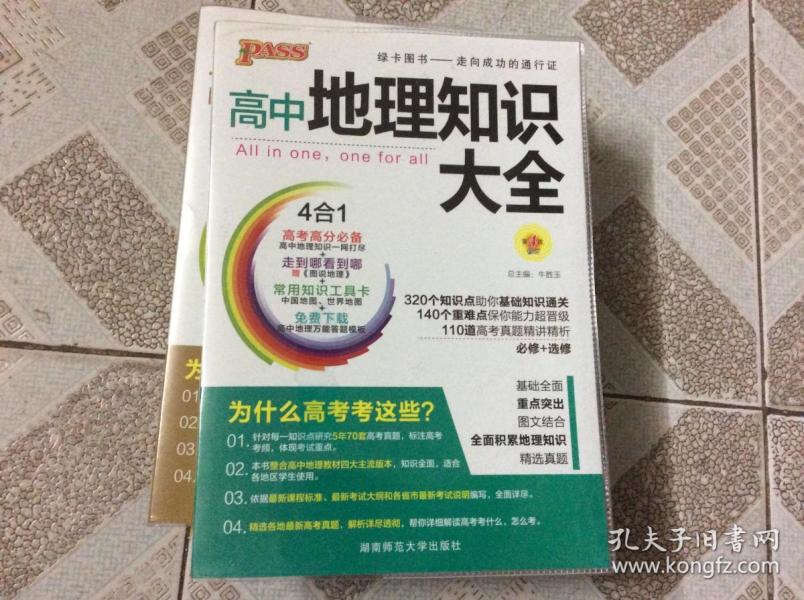 PASS
绿卡图书——走向成功的通行证
高中 地理知识
大全
All in one, one for all
4合1
高考高分必备
高中地理知识一网打尽
+
走到哪看到哪
赠《图说地理》
+
常用知识工具卡
中国地图、世界地图
+
免费下载
高中地理万能答题模板
总主编:牛胜玉
320个知识点助你基础知识通关
140个重难点保你能力超晋级
110道高考真题精讲精析
必修+选修
基础全面
重点突出
图文结合
全面积累地理知识
精选真题
为什么高考考这些?
01. 针对每一知识点研究5年70套高考真题,标注高考
考频,体现考试重点。
02. 本书整合高中地理教材四大主流版本,知识全面,适合
各地区学生使用。
03. 依据最新课程标准、最新考试大纲和各省市最新考试说明编写,全面详尽。
04. 精选各地最新高考真题、解析详尽透彻,帮你详细解读高考考什么,怎么考。
湖南师范大学出版社
为
01
02
03
04.
孔夫子旧书网
www.kongfz.com